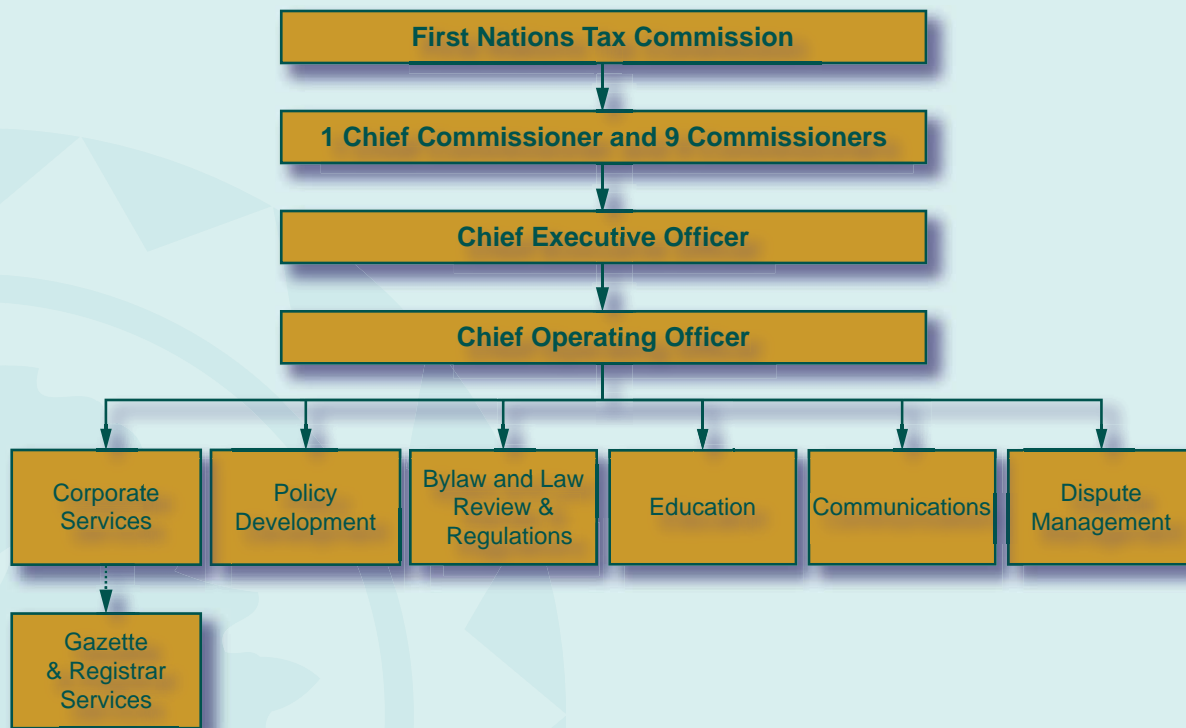 First Nations Tax Commission
1 Chief Commissioner and 9 Commissioners
Chief Executive Officer
Chief Operating Officer
Corporate
Services
Policy
Development
Bylaw and Law
Review &
Regulations
Education
Communications
Dispute
Management
Gazette
& Registrar
Services